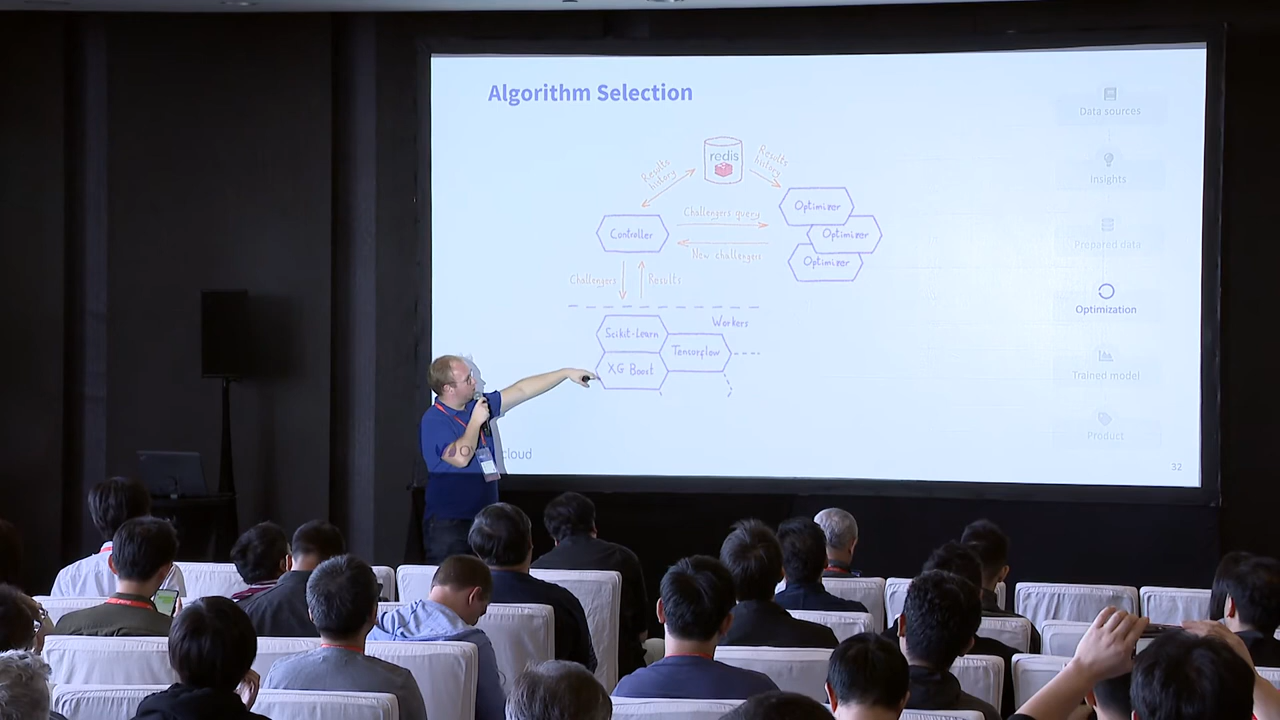 Algorithm Selection
redis
Results
history
Results
history
Optimizer
Optimizer
Optimizer
Controller
Challengers query
New challengers
Challengers
Results
Workers
Scikit-Learn
Tensorflow
XG Boost
Data sources
Insights
Prepared data
Optimization
Trained model
Product
cloud
32